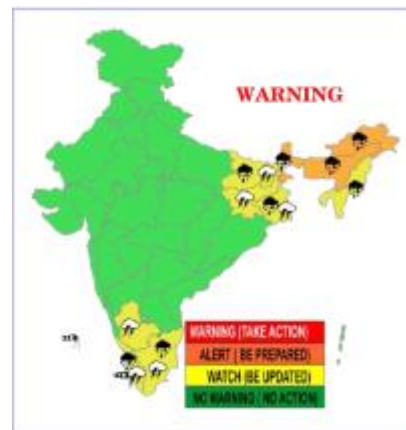 WARNING
WARNING (TAKE ACTION)
ALERT ( BE PREPARED)
WATCH (BE UPDATED)
NO WARNING ( NO ACTION)